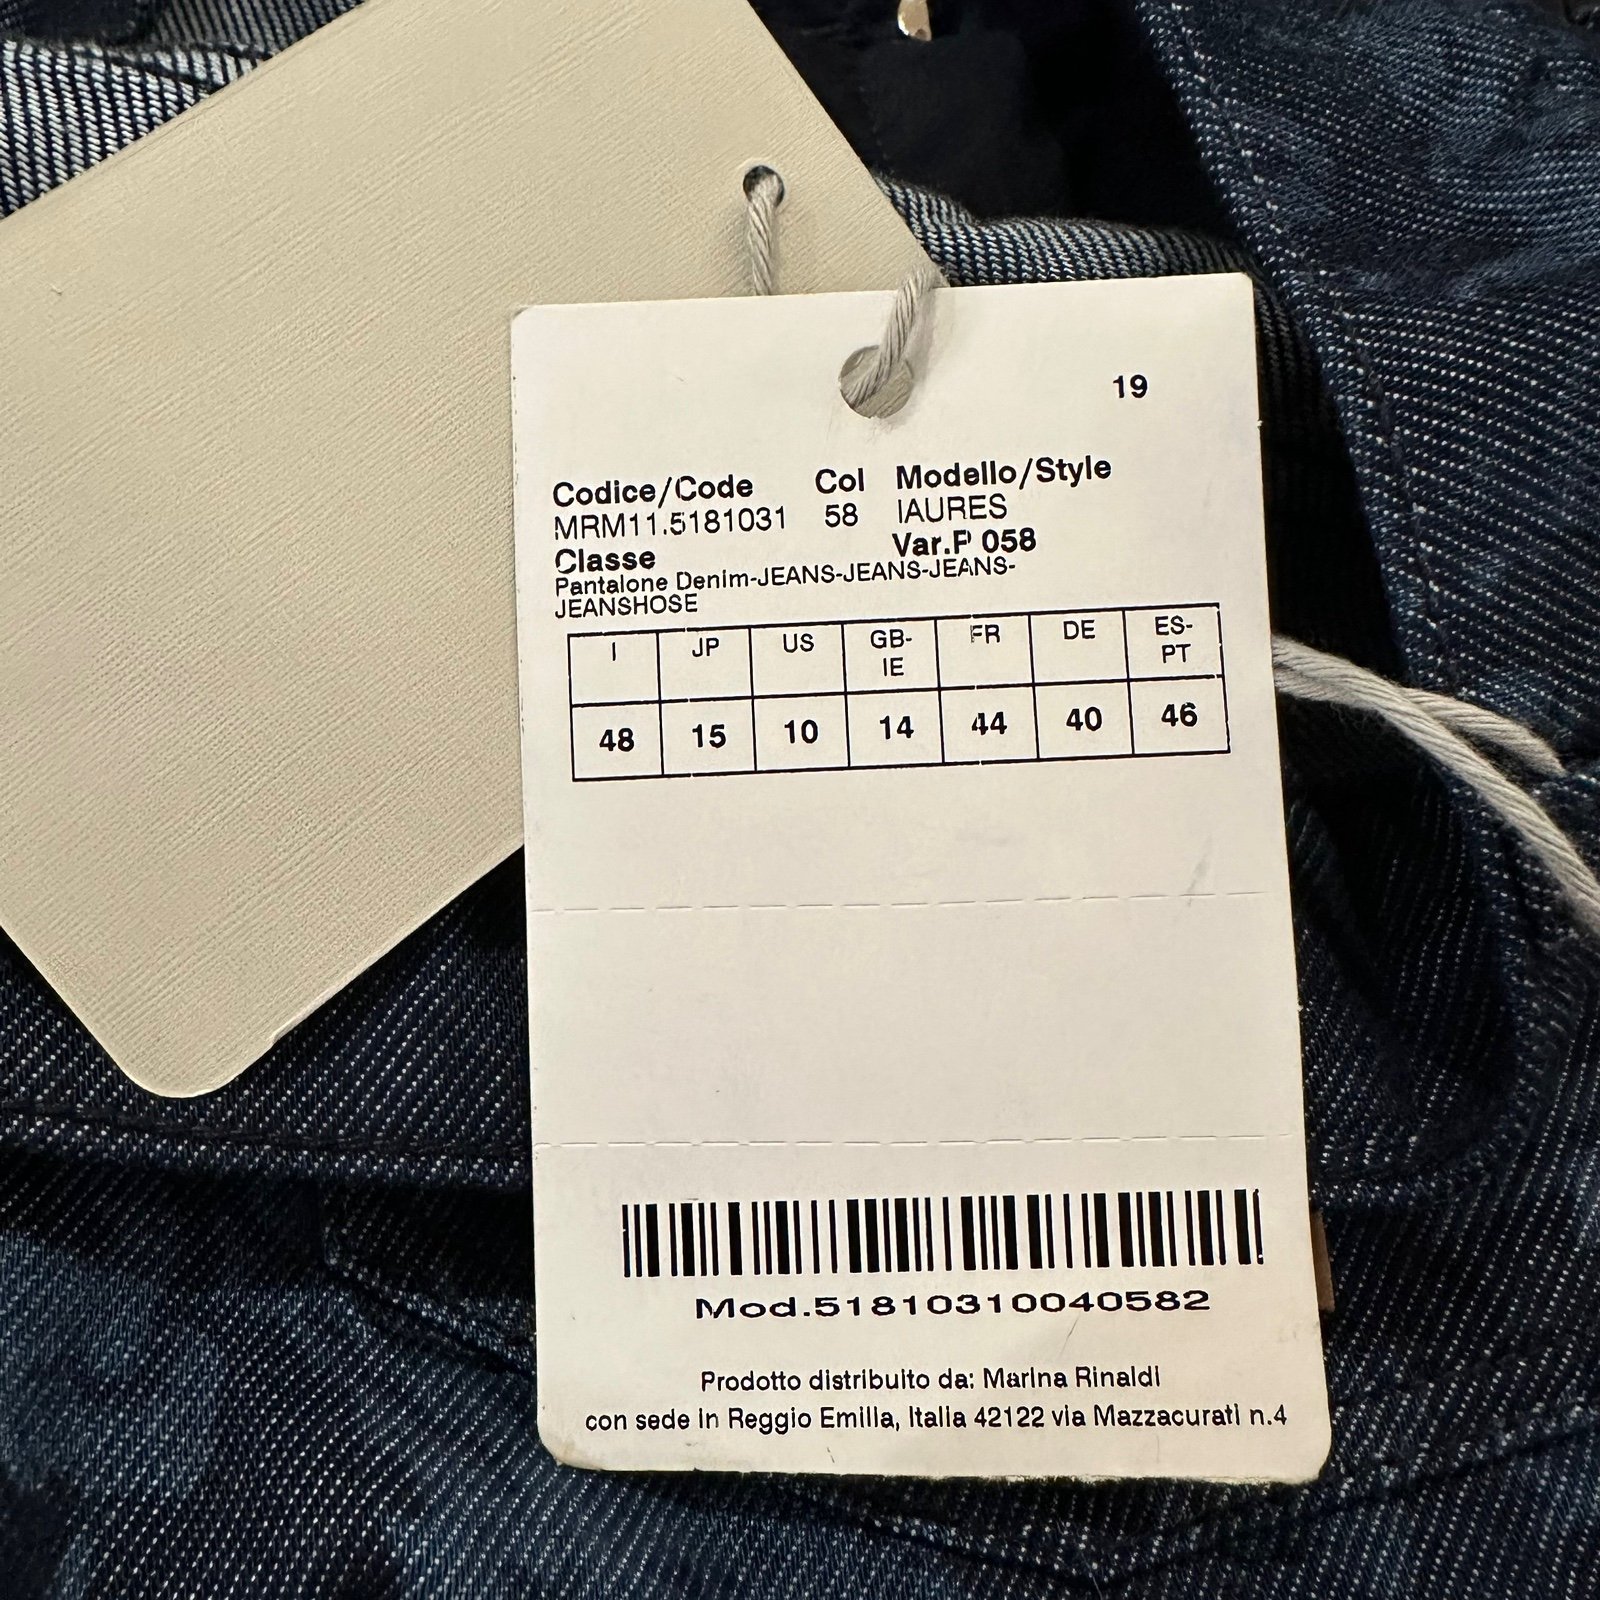 19
Codice/Code Col Modello/Style
MRM11.5181031 58 IAURES
Classe Var.P 058
Pantalone Denim-JEANS-JEANS-JEANS-
JEANSHOSE
I JP US GB-IE FR DE ES-PT
48 15 10 14 44 40 46
Mod.51810310040582
Prodotto distribuito da: Marina Rinaldi
con sede in Reggio Emilia, Italia 42122 via Mazzacurati n.4